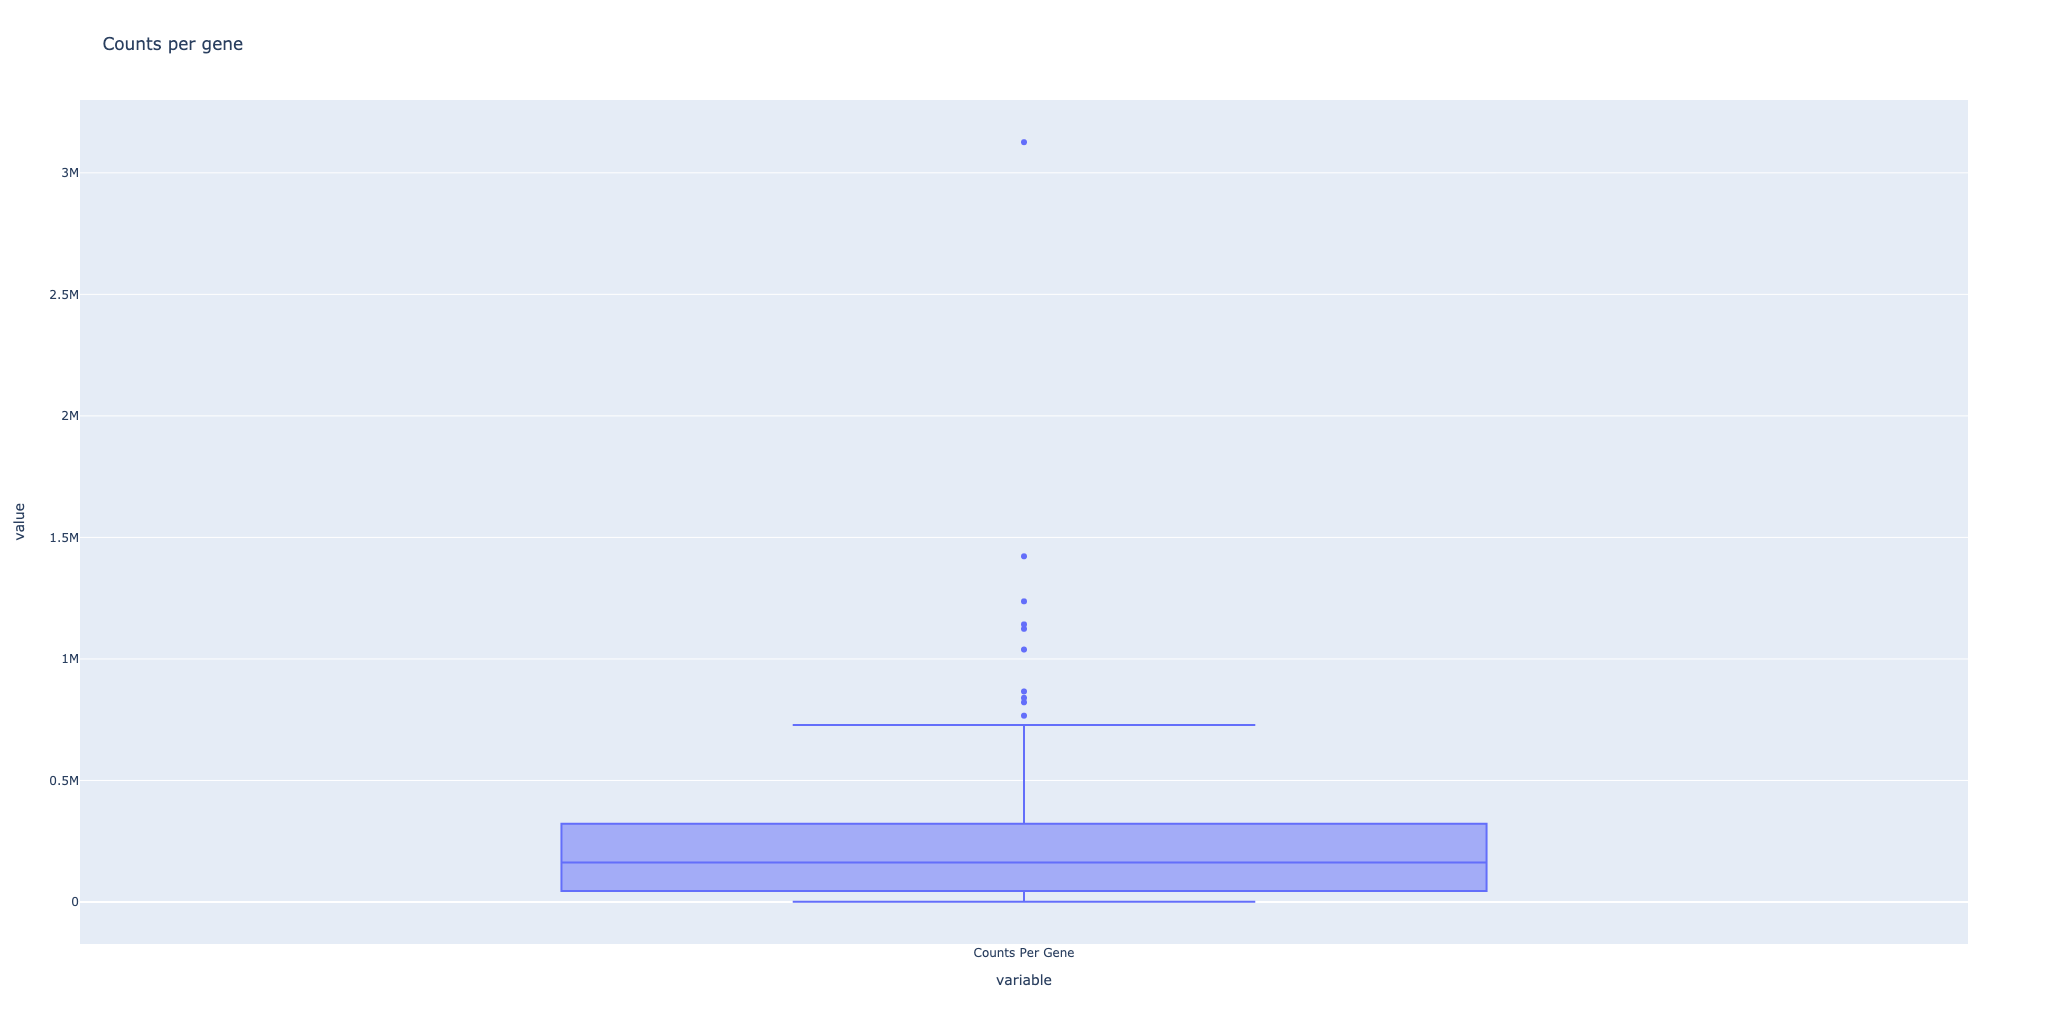 Counts per gene
3M
2.5M
2M
1.5M
1M
0.5M
0
value
Counts Per Gene
variable